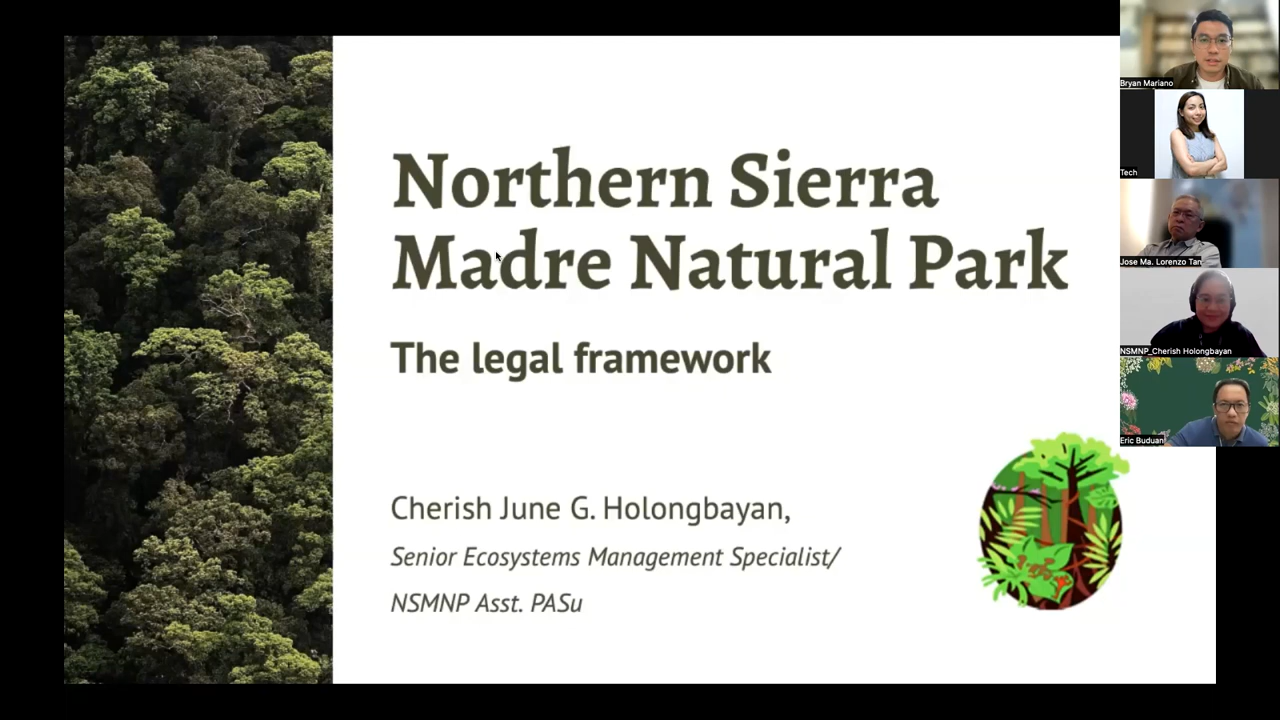 Northern Sierra
Madre Natural Park
The legal framework
Cherish June G. Holongbayan,
Senior Ecosystems Management Specialist/
NSMNP Asst. PASu
Bryan Mariano
Tech
Jose Ma. Lorenzo Tan
NSMNP_Cherish Holongbayan
Eric Buduan